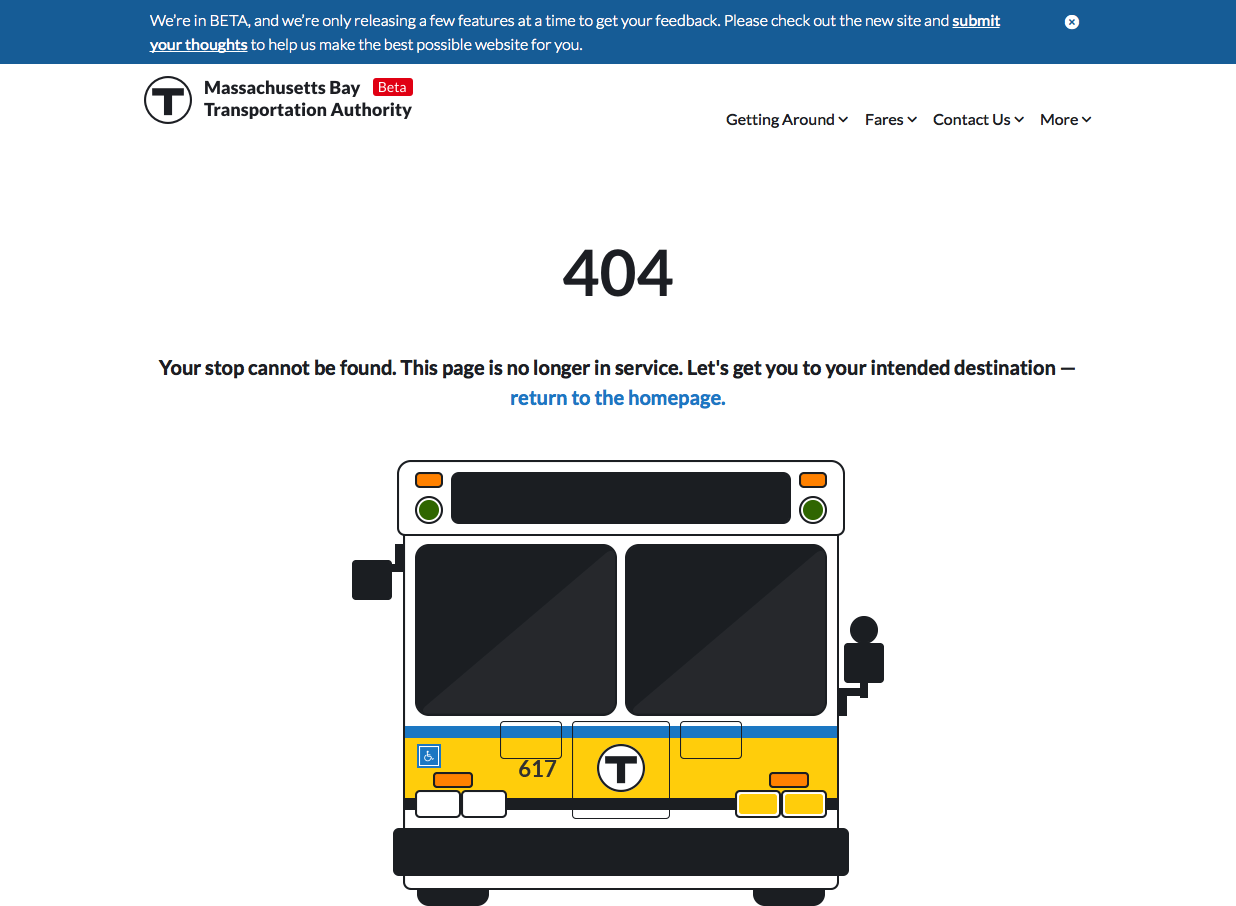 We're in BETA, and we're only releasing a few features at a time to get your feedback. Please check out the new site and submit
your thoughts to help us make the best possible website for you.
T
Massachusetts Bay Beta
Transportation Authority
Getting Around Fares Contact Us More
404
Your stop cannot be found. This page is no longer in service. Let's get you to your intended destination —
return to the homepage.
617
T